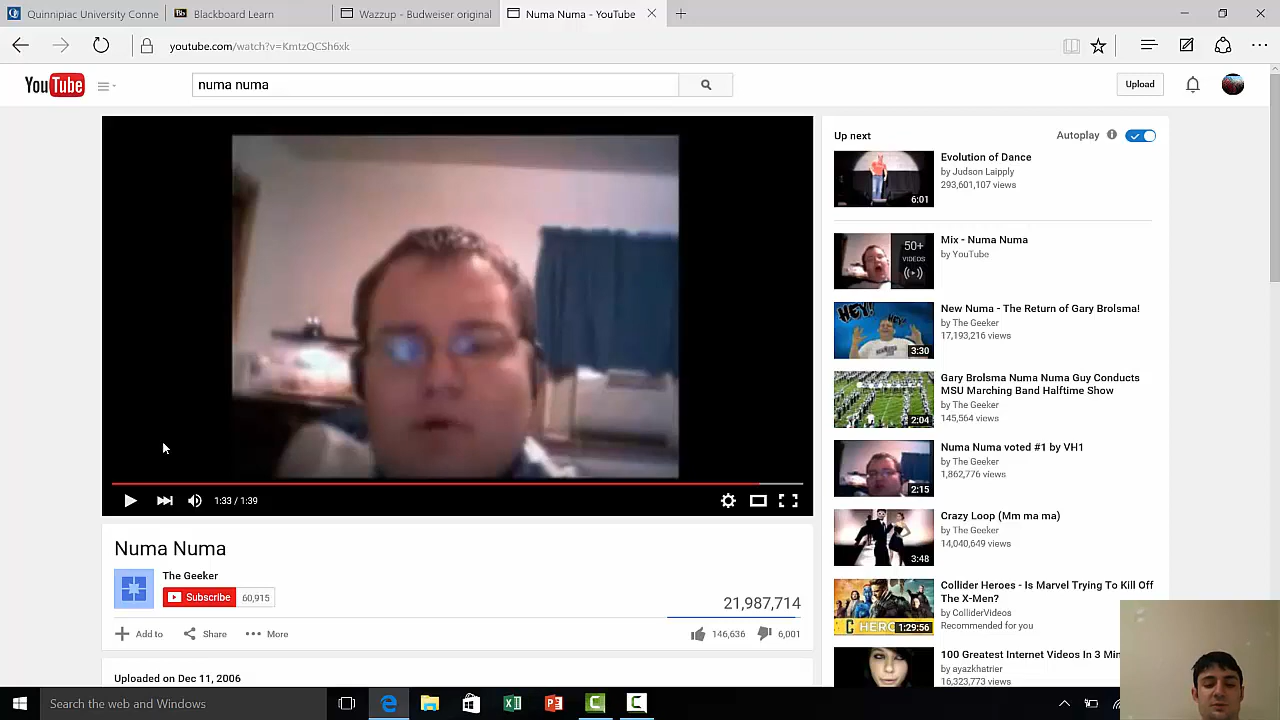 Quinnipiac University Conne
Blackboard Learn
Wazzup - Budweiser original
Numa Numa - YouTube
youtube.com/watch?v=KmtzQCSh6xk
YouTube
numa numa
Upload
Up next
Autoplay
Evolution of Dance
by Judson Laipply
293,601,107 views
6:01
Mix - Numa Numa
by YouTube
50+
VIDEOS
HEY!
HEY!
New Numa - The Return of Gary Brolsma!
by The Geeker
17,193,216 views
3:30
Gary Brolsma Numa Numa Guy Conducts
MSU Marching Band Halftime Show
by The Geeker
145,564 views
2:04
Numa Numa voted #1 by VH1
by The Geeker
1,862,776 views
2:15
Crazy Loop (Mm ma ma)
by The Geeker
14,040,649 views
3:48
Collider Heroes - Is Marvel Trying To Kill Off
The X-Men?
by ColliderVideos
Recommended for you
1:29:56
100 Greatest Internet Videos In 3 Min
by ayazkhatrier
16,323,773 views
1:33 / 1:39
Numa Numa
The Geeker
Subscribe
60,915
21,987,714
Add to
Share
More
146,636
6,001
Uploaded on Dec 11, 2006
Search the web and Windows